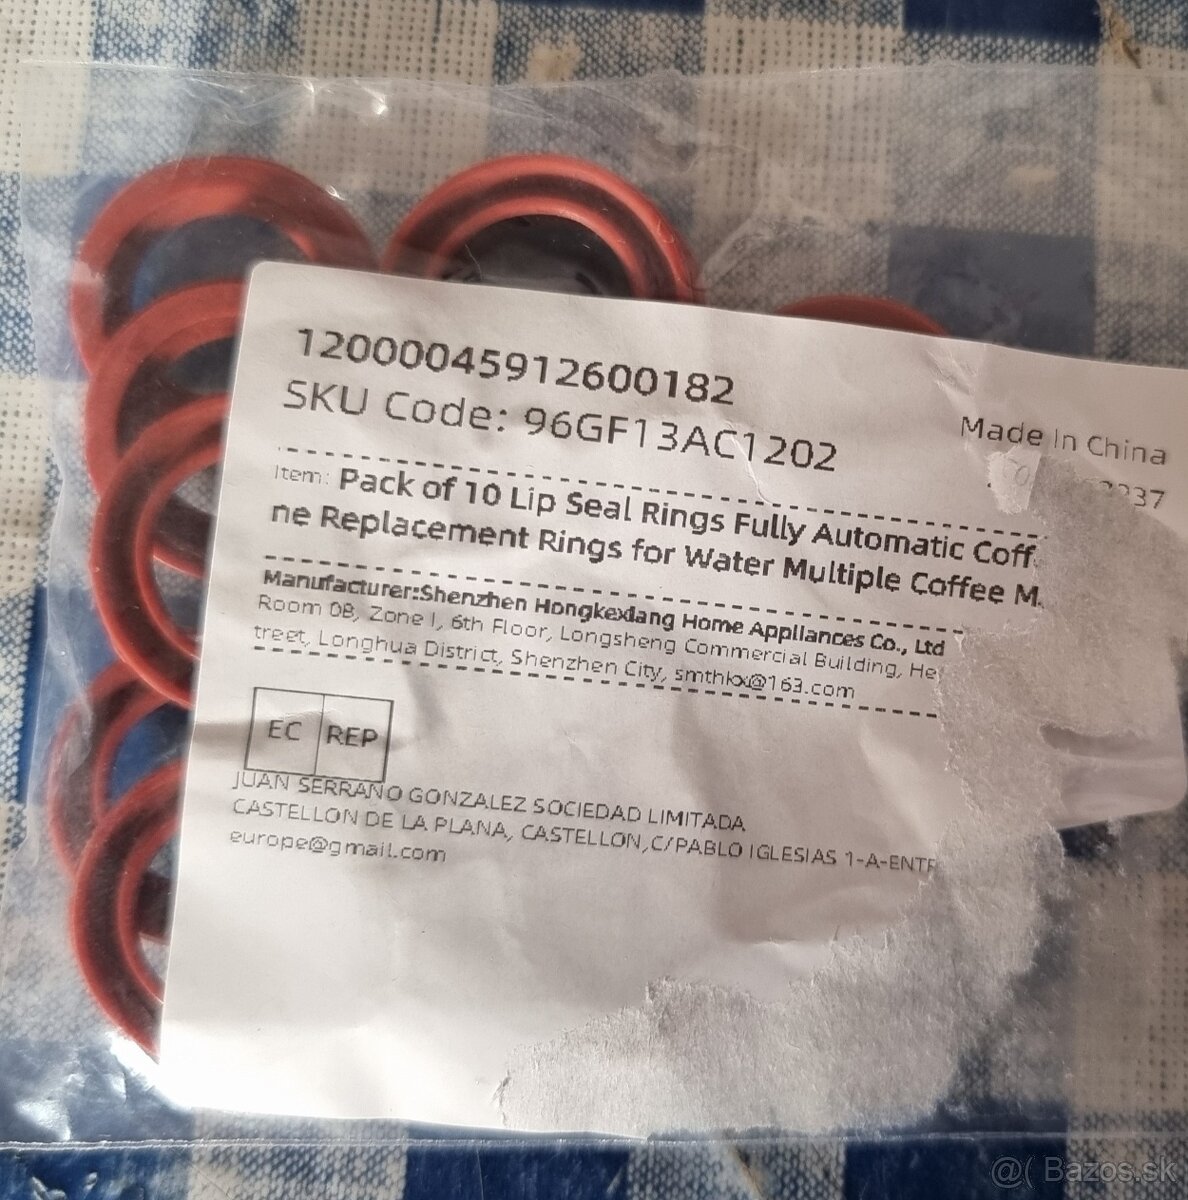 12000045912600182
SKU Code: 96GF13AC1202
Made In China
Item: Pack of 10 Lip Seal Rings Fully Automatic Coff
ne Replacement Rings for Water Multiple Coffee M
Manufacturer:Shenzhen Hongkexiang Home Appliances Co., Ltd
Room 08, Zone I, 6th Floor, Longsheng Commercial Building, He
treet, Longhua District, Shenzhen City, smthkx@163.com
EC REP
JUAN SERRANO GONZALEZ SOCIEDAD LIMITADA
CASTELLON DE LA PLANA, CASTELLON,C/PABLO IGLESIAS 1-A-ENTR
europe@gmail.com
Bazos.sk